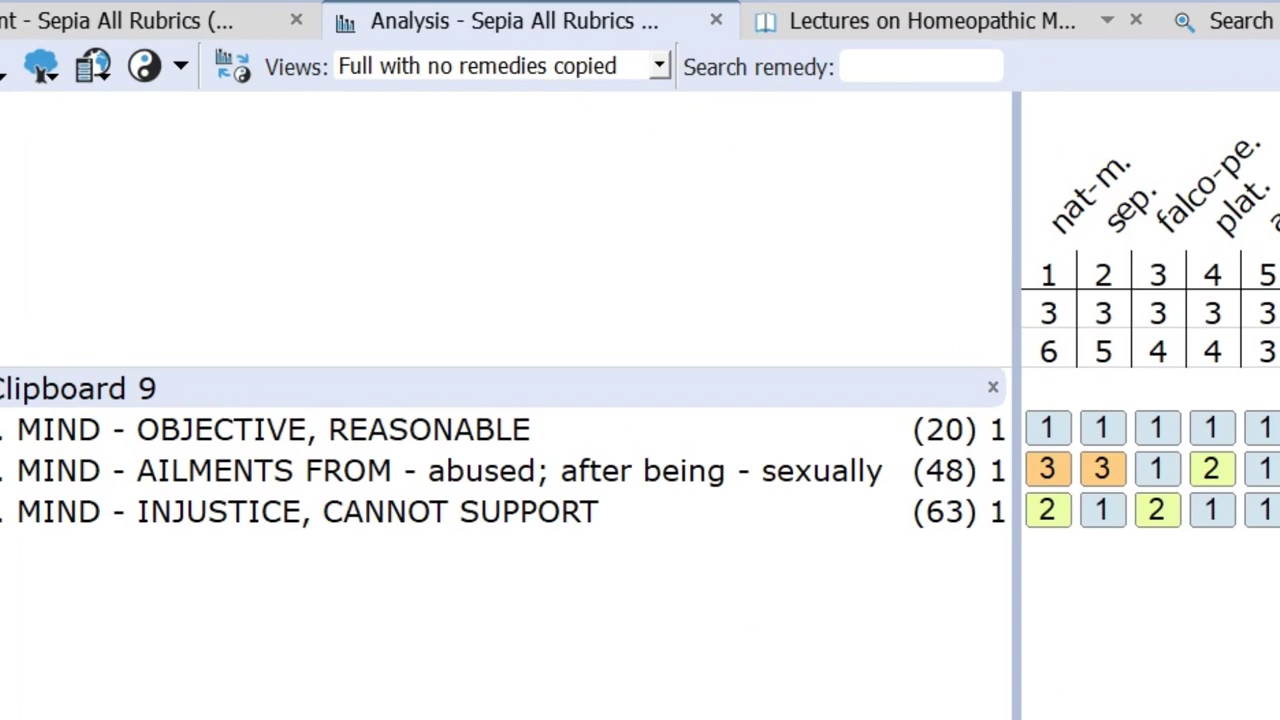 nt - Sepia All Rubrics (...
Analysis - Sepia All Rubrics ...
Lectures on Homeopathic M...
Search
Views: Full with no remedies copied
Search remedy:
nat-m.
sep.
falco-pe.
plat.
1 2 3 4 5
3 3 3 3 3
6 5 4 4 3
Clipboard 9
. MIND - OBJECTIVE, REASONABLE (20) 1 1 1 1 1 1
. MIND - AILMENTS FROM - abused; after being - sexually (48) 1 3 3 1 2 1
. MIND - INJUSTICE, CANNOT SUPPORT (63) 1 2 1 2 1 1